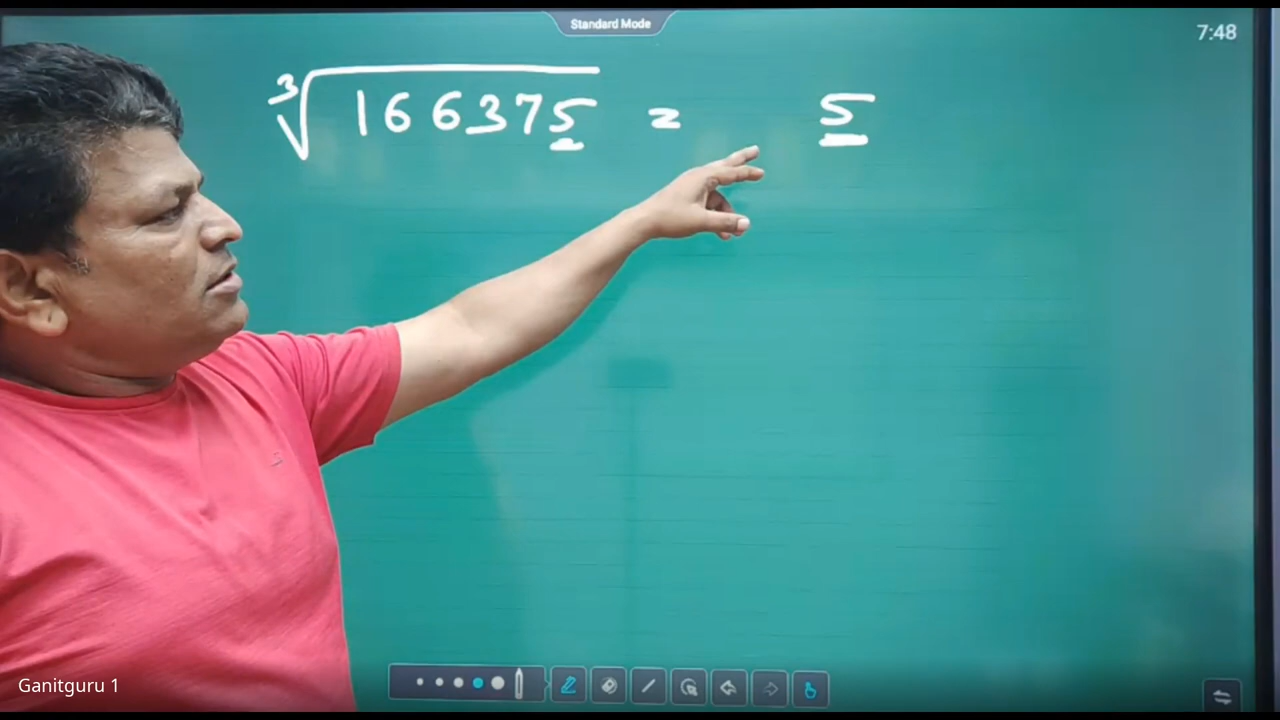 Standard Mode
7:48
∛166375 = 5
Ganitguru 1